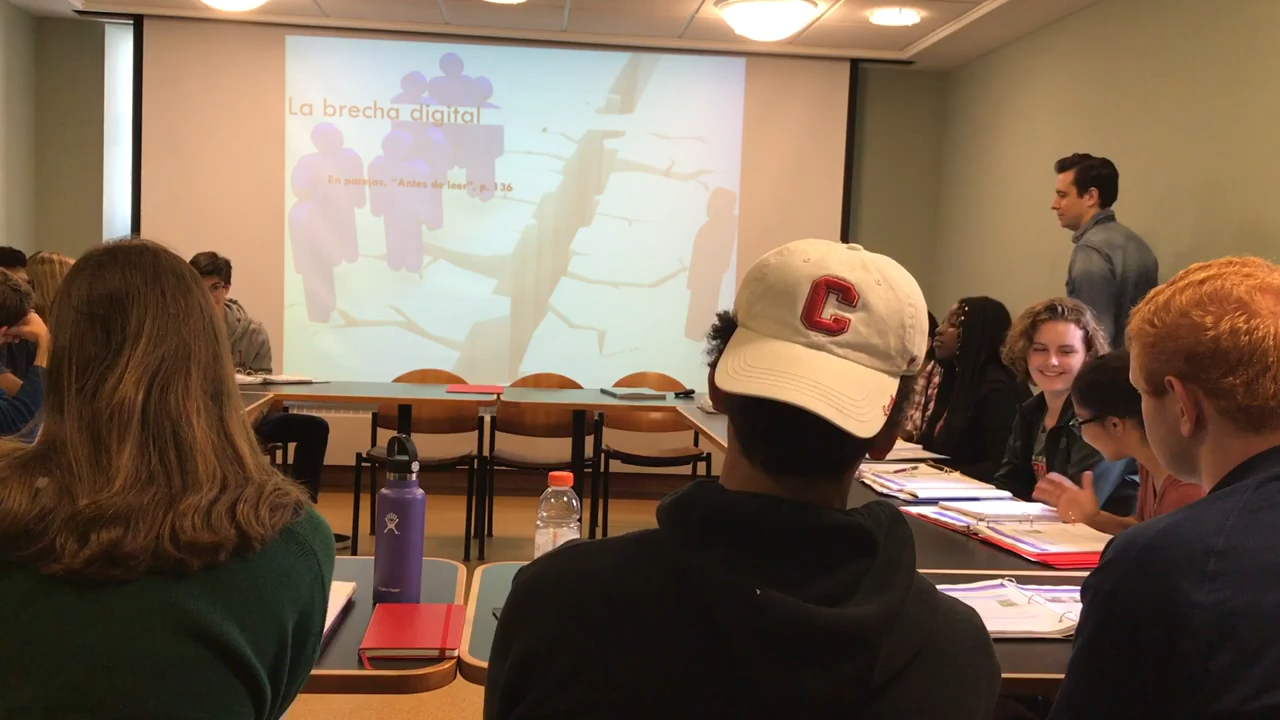 La brecha digital
En parejas, "Antes de leer", p. 136
C